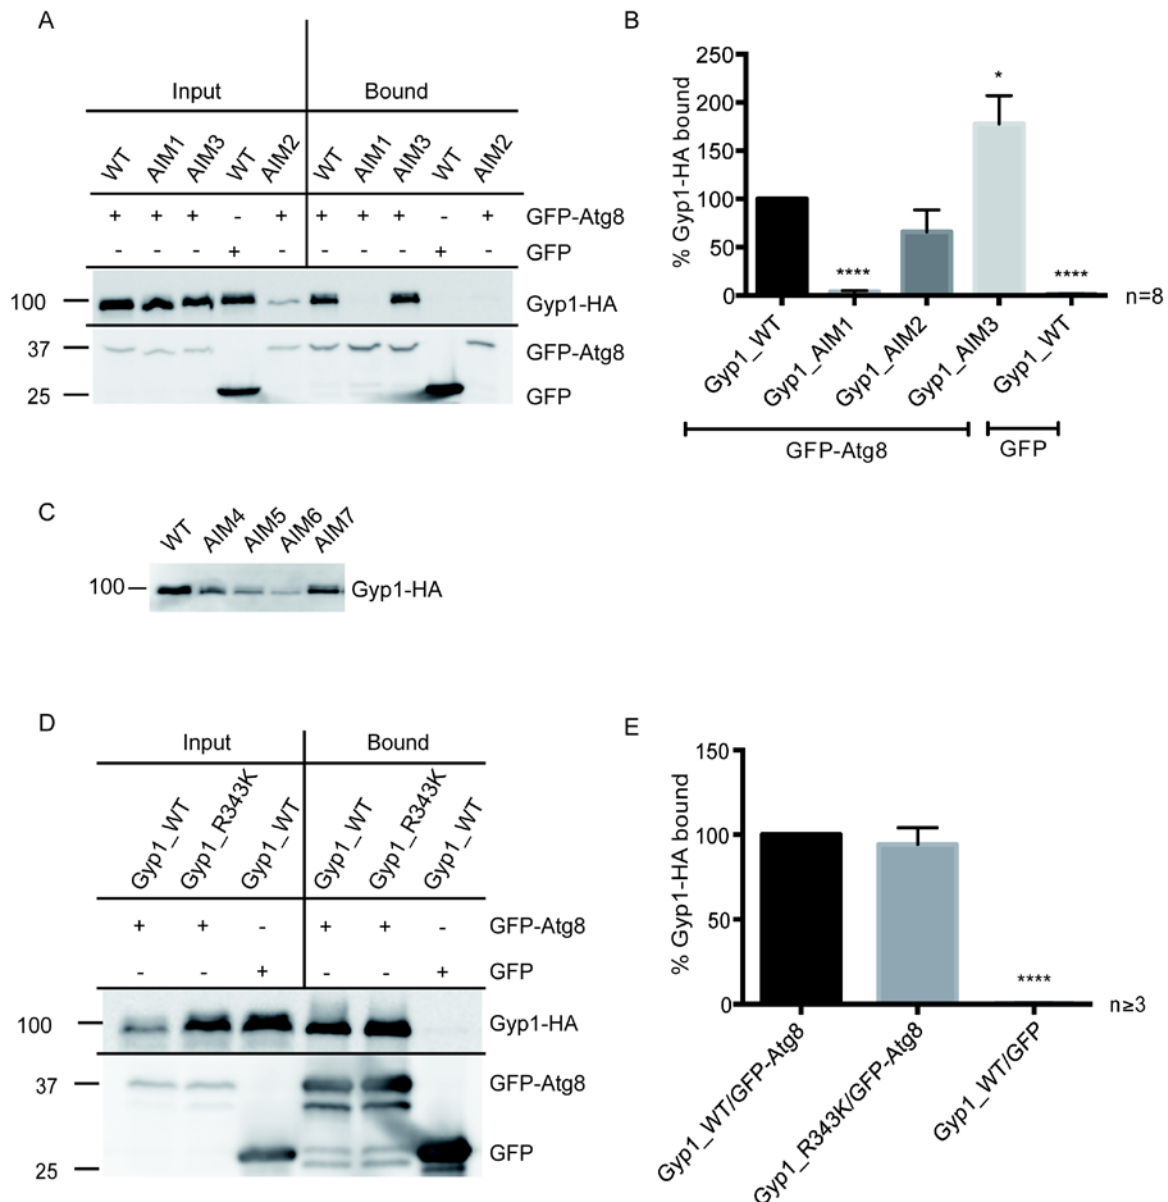 A
Input Bound
WT AIM1 AIM3 WT AIM2 WT AIM1 AIM3 WT AIM2
+ + + - + + + + - + GFP-Atg8
- - - + - - - - + - GFP
100 Gyp1-HA
37 GFP-Atg8
25 GFP
B
% Gyp1-HA bound
250
200
150
100
50
0
****
*
****
n=8
Gyp1_WT Gyp1_AIM1 Gyp1_AIM2 Gyp1_AIM3 Gyp1_WT
GFP-Atg8 GFP
C
WT AIM4 AIM5 AIM6 AIM7
100 Gyp1-HA
D
Input Bound
Gyp1_WT Gyp1_R343K Gyp1_WT Gyp1_WT Gyp1_R343K Gyp1_WT
+ + - + + - GFP-Atg8
- - + - - + GFP
100 Gyp1-HA
37 GFP-Atg8
GFP
25
E
% Gyp1-HA bound
150
100
50
0
****
n≥3
Gyp1_WT/GFP-Atg8 Gyp1_R343K/GFP-Atg8 Gyp1_WT/GFP